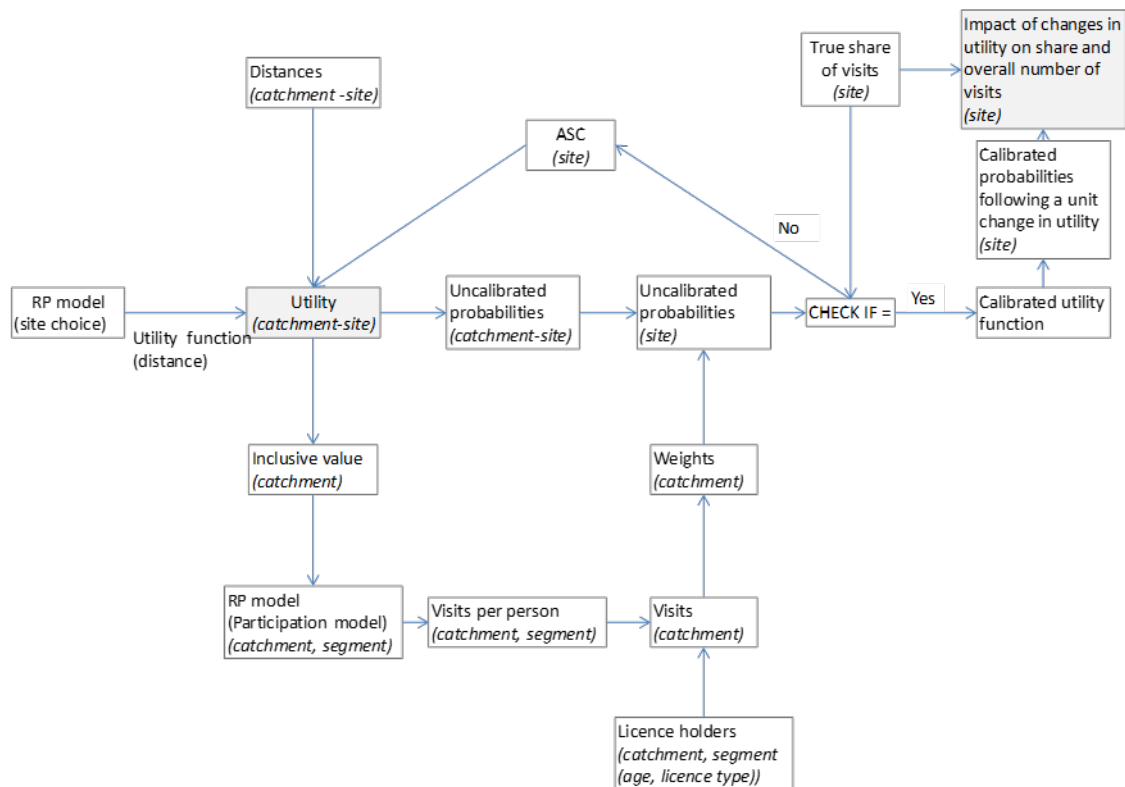 Impact of changes in
utility on share and
overall number of
visits
(site)
True share
of visits
(site)
Distances
(catchment -site)
ASC
(site)
Calibrated
probabilities
following a unit
change in utility
(site)
No
RP model
(site choice)
Utility function
(distance)
Utility
(catchment-site)
Uncalibrated
probabilities
(catchment-site)
Uncalibrated
probabilities
(site)
CHECK IF =
Yes
Calibrated utility
function
Inclusive value
(catchment)
Weights
(catchment)
RP model
(Participation model)
(catchment, segment)
Visits per person
(catchment, segment)
Visits
(catchment)
Licence holders
(catchment, segment
(age, licence type))